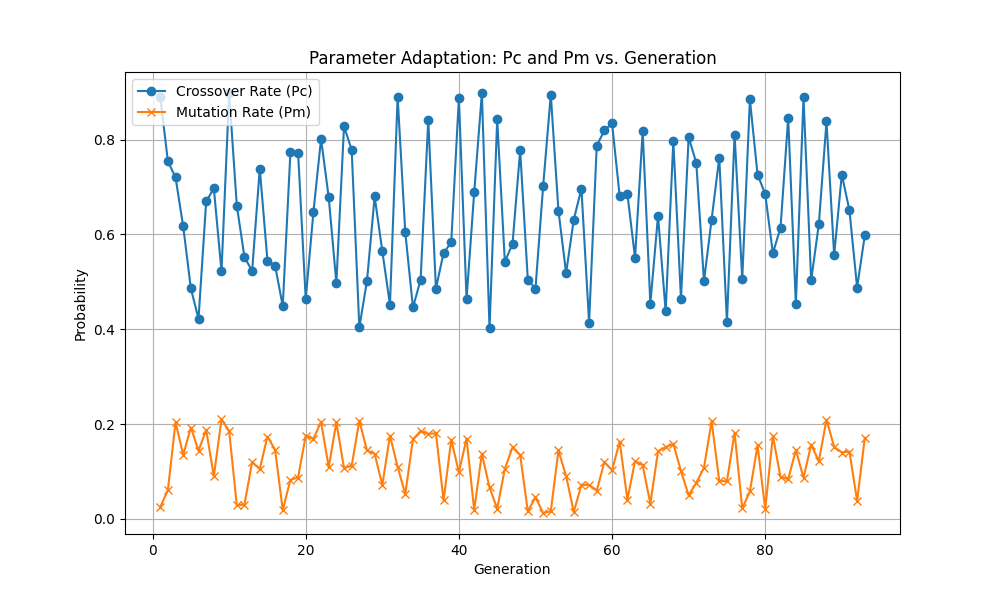 Parameter Adaptation: Pc and Pm vs. Generation
Crossover Rate (Pc)
Mutation Rate (Pm)
Probability
0.8
0.6
0.4
0.2
0.0
0 20 40 60 80
Generation